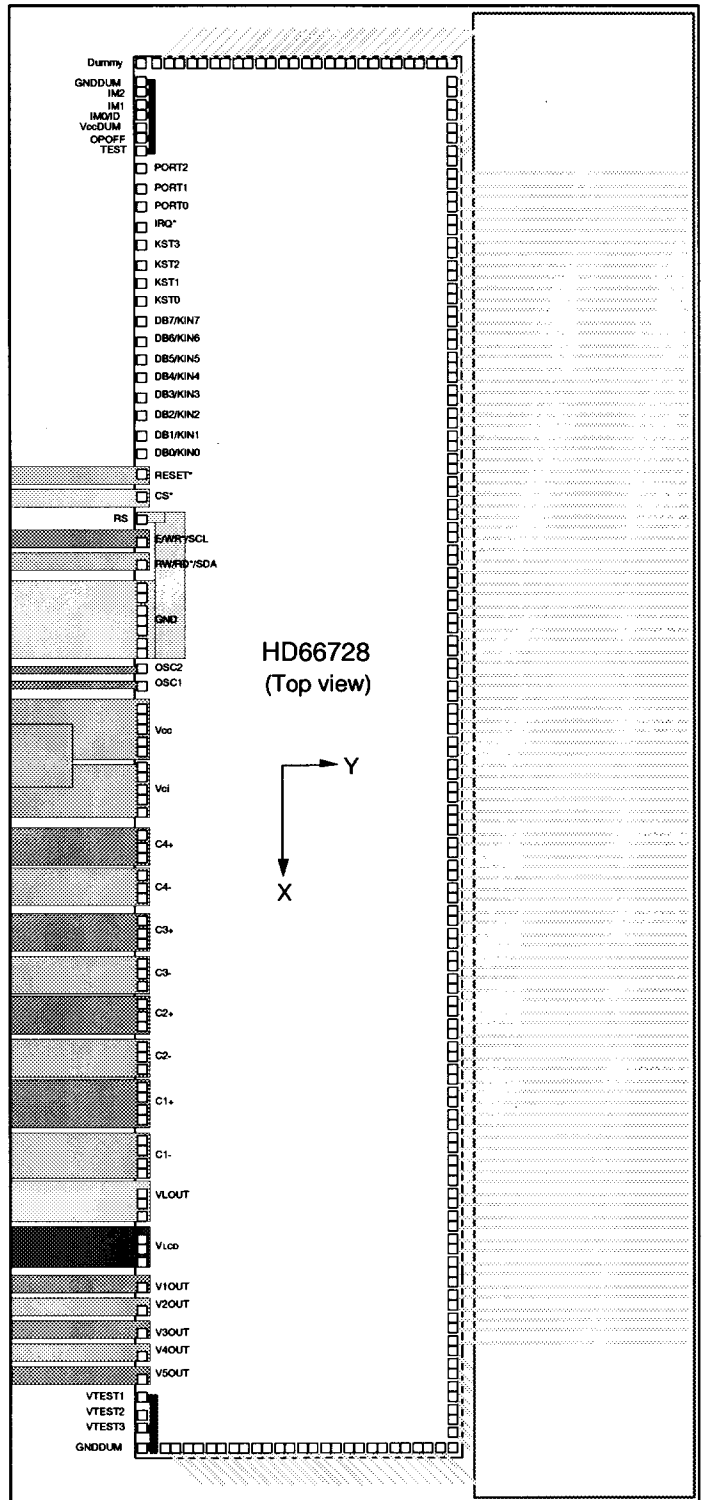 Dummy
GNDDUM
IM2
IM1
IM0/ID
VccDUM
OPOFF
TEST
PORT2
PORT1
PORT0
IRQ*
KST3
KST2
KST1
KST0
DB7/KIN7
DB6/KIN6
DB5/KIN5
DB4/KIN4
DB3/KIN3
DB2/KIN2
DB1/KIN1
DB0/KIN0
RESET*
CS*
RS
E/WR*/SCL
RW/RD*/SDA
GND
HD66728
(Top view)
OSC2
OSC1
Vcc
Y
Vci
C4+
C4-
X
C3+
C3-
C2+
C2-
C1+
C1-
VLOUT
VLCD
V1OUT
V2OUT
V3OUT
V4OUT
V5OUT
VTEST1
VTEST2
VTEST3
GNDDUM